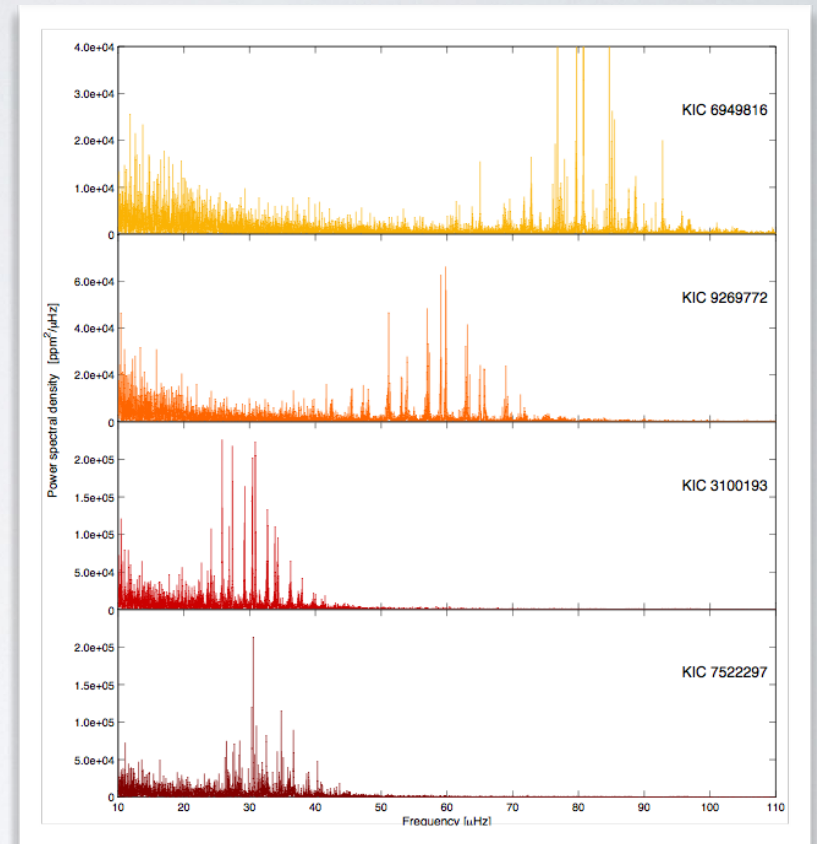 4.0e+04
3.0e+04
2.0e+04
1.0e+04
0
KIC 6949816
6.0e+04
4.0e+04
2.0e+04
0
KIC 9269772
Power spectral density [ppm²/μHz]
2.0e+05
1.5e+05
1.0e+05
5.0e+04
0
KIC 3100193
2.0e+05
1.5e+05
1.0e+05
5.0e+04
0
KIC 7522297
10 20 30 40 50 60 70 80 90 100 110
Frequency [μHz]